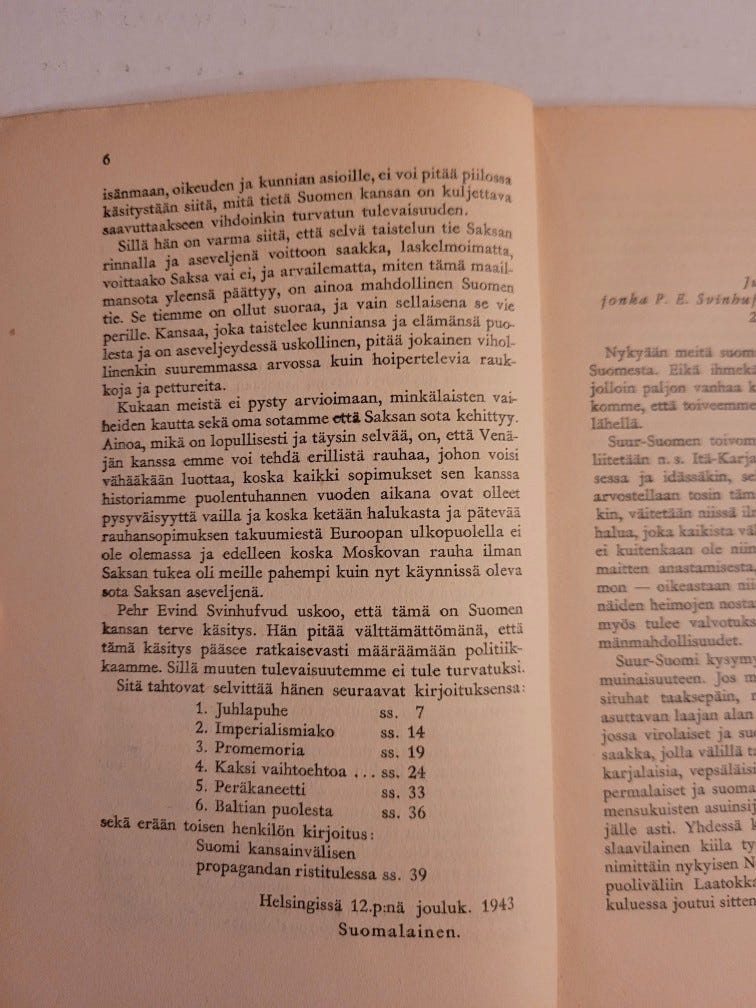 6
isänmaan, oikeuden ja kunnian asioille, ei voi pitää piilossa
käsitystään siitä, mitä tietä Suomen kansan on kuljettava
saavuttaakseen vihdoinkin turvatun tulevaisuuden.
Sillä hän on varma siitä, että selvä taistelun tie Saksan
rinnalla ja aseveljenä voittoon saakka, laskelmoimatta,
voittaako Saksa vai ei, ja arvailematta, miten tämä maail-
mansota yleensä päättyy, on ainoa mahdollinen Suomen
tie. Se tiemme on ollut suoraa, ja vain sellaisena se vie
perille. Kansaa, joka taistelee kunniansa ja elämänsä puo-
lesta ja on aseveljeydessä uskollinen, pitää jokainen vihol-
linenkin suuremmassa arvossa kuin hoipertelevia rauk-
koja ja pettureita.
Kukaan meistä ei pysty arvioimaan, minkälaisten vai-
heiden kautta sekä oma sotamme että Saksan sota kehittyy.
Ainoa, mikä on lopullisesti ja täysin selvää, on, että Venä-
jän kanssa emme voi tehdä erillistä rauhaa, johon voisi
vähääkään luottaa, koska kaikki sopimukset sen kanssa
historiamme puolentuhannen vuoden aikana ovat olleet
pysyväisyyttä vailla ja koska ketään halukasta ja pätevää
rauhansopimuksen takuumiestä Euroopan ulkopuolella ei
ole olemassa ja edelleen koska Moskovan rauha ilman
Saksan tukea oli meille pahempi kuin nyt käynnissä oleva
sota Saksan aseveljenä.
Pehr Evind Svinhufvud uskoo, että tämä on Suomen
kansan terve käsitys. Hän pitää välttämättömänä, että
tämä käsitys pääsee ratkaisevasti määräämään politiik-
kaamme. Sillä muuten tulevaisuutemme ei tule turvatuksi.
Sitä tahtovat selvittää hänen seuraavat kirjoituksensa:
1. Juhlapuhe ss. 7
2. Imperialismiako ss. 14
3. Promemoria ss. 19
4. Kaksi vaihtoehtoa ... ss. 24
5. Peräkaneetti ss. 33
6. Baltian puolesta ss. 36
sekä erään toisen henkilön kirjoitus:
Suomi kansainvälisen
propagandan ristitulessa ss. 39
Helsingissä 12.p:nä jouluk. 1943
Suomalainen.
jonka P. E. Svinhuf
2
Nykyään meitä suom
Suomesta. Eikä ihmekä
jolloin paljon vanhaa k
komme, että toiveemme
lähellä.
Suur-Suomen toivom
liitetään n. s. Itä-Karja
sessa ja idässäkin, se
arvostellaan tosin täm
kin, väitetään niissä iln
halua, joka kaikista väl
ei kuitenkaan ole niin
maitten anastamisesta,
mon — oikeastaan nii
näiden heimojen nosta
myös tulee valvotuks
männmahdollisuudet.
Suur-Suomi kysymy
muinaisuuteen. Jos m
situhat taaksepäin, n
asuttavan laajan alan
jossa virolaiset ja suo
saakka, jolla välillä ta
karjalaisia, vepsäläisi
permalaiset ja suoma
mensukuisten asuinsij
jälle asti. Yhdessä k
slaavilainen kiila ty
nimittäin nykyisen No
puoliväliin Laatokka
kuluessa joutui sitten